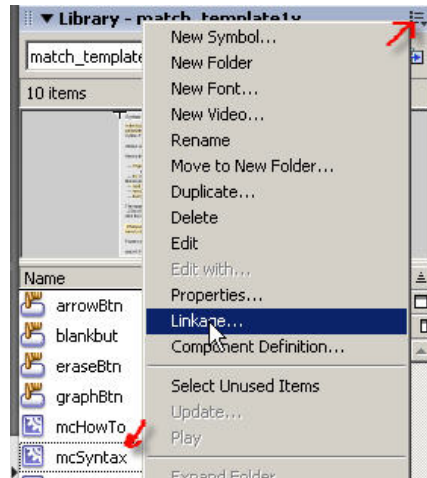 Library - match_template1v
match_template
10 items
New Symbol...
New Folder
New Font...
New Video...
Rename
Move to New Folder...
Duplicate...
Delete
Edit
Edit with...
Properties...
Linkage...
Component Definition...
Select Unused Items
Update...
Play
Expand Folder
Name
arrowBtn
blankbut
eraseBtn
graphBtn
mcHowTo
mcSyntax